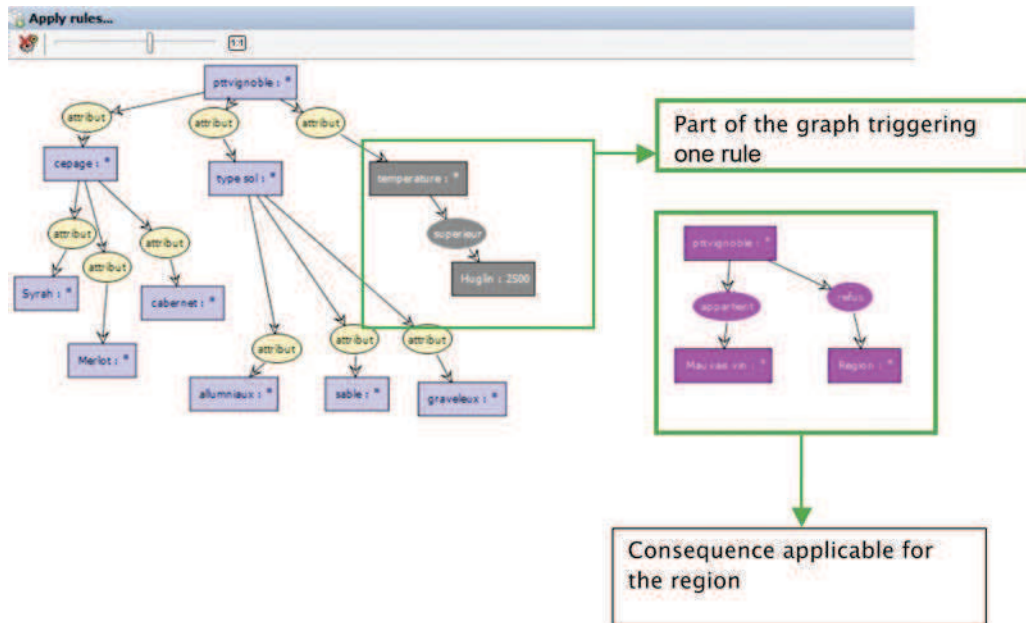 Apply rules...
1:1
pttvignoble : *
attribut
attribut
attribut
cepage : *
type sol : *
temperature : *
attribut
attribut
attribut
superieur
Syrah : *
cabernet : *
Huglin : 2500
Merlot : *
attribut
attribut
attribut
allumniaux : *
sable : *
graveleux : *
Part of the graph triggering
one rule
pttvignoble : *
appartient
refus
Mauvais vin : *
Region : *
Consequence applicable for
the region